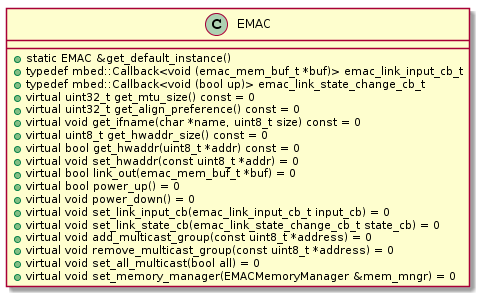 C EMAC
static EMAC &get_default_instance()
typedef mbed::Callback<void (emac_mem_buf_t *buf)> emac_link_input_cb_t
typedef mbed::Callback<void (bool up)> emac_link_state_change_cb_t
virtual uint32_t get_mtu_size() const = 0
virtual uint32_t get_align_preference() const = 0
virtual void get_ifname(char *name, uint8_t size) const = 0
virtual uint8_t get_hwaddr_size() const = 0
virtual bool get_hwaddr(uint8_t *addr) const = 0
virtual void set_hwaddr(const uint8_t *addr) = 0
virtual bool link_out(emac_mem_buf_t *buf) = 0
virtual bool power_up() = 0
virtual void power_down() = 0
virtual void set_link_input_cb(emac_link_input_cb_t input_cb) = 0
virtual void set_link_state_cb(emac_link_state_change_cb_t state_cb) = 0
virtual void add_multicast_group(const uint8_t *address) = 0
virtual void remove_multicast_group(const uint8_t *address) = 0
virtual void set_all_multicast(bool all) = 0
virtual void set_memory_manager(EMACMemoryManager &mem_mngr) = 0